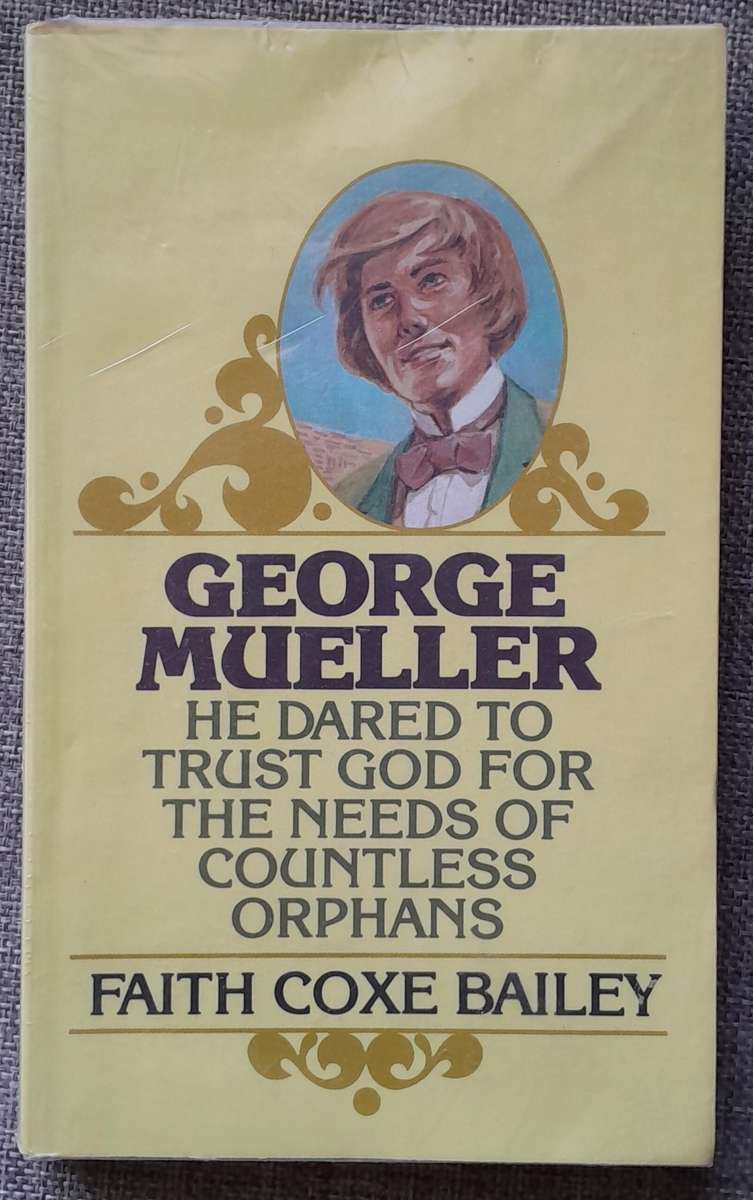 GEORGE
MUELLER
HE DARED TO
TRUST GOD FOR
THE NEEDS OF
COUNTLESS
ORPHANS
FAITH COXE BAILEY